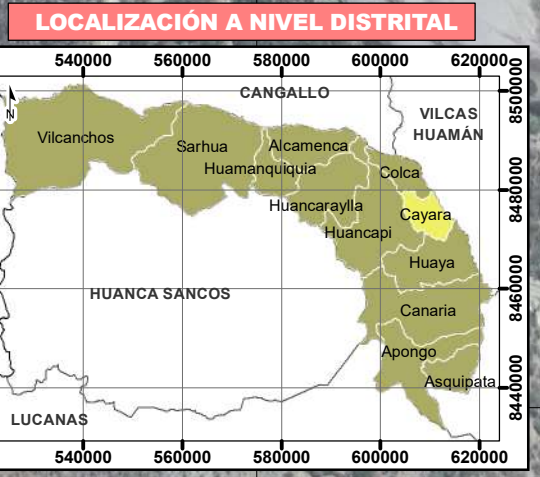 LOCALIZACIÓN A NIVEL DISTRITAL
540000 560000 580000 600000 620000
8500000
CANGALLO
N
VILCAS
HUAMÁN
Vilcanchos
Sarhua
Alcamenca
Huamanquiquia
Colca
8480000
Huancaraylla
Cayara
Huancapi
Huaya
HUANCA SANCOS
8460000
Canaria
Apongo
Asquipata
8440000
LUCANAS
540000 560000 580000 600000 620000